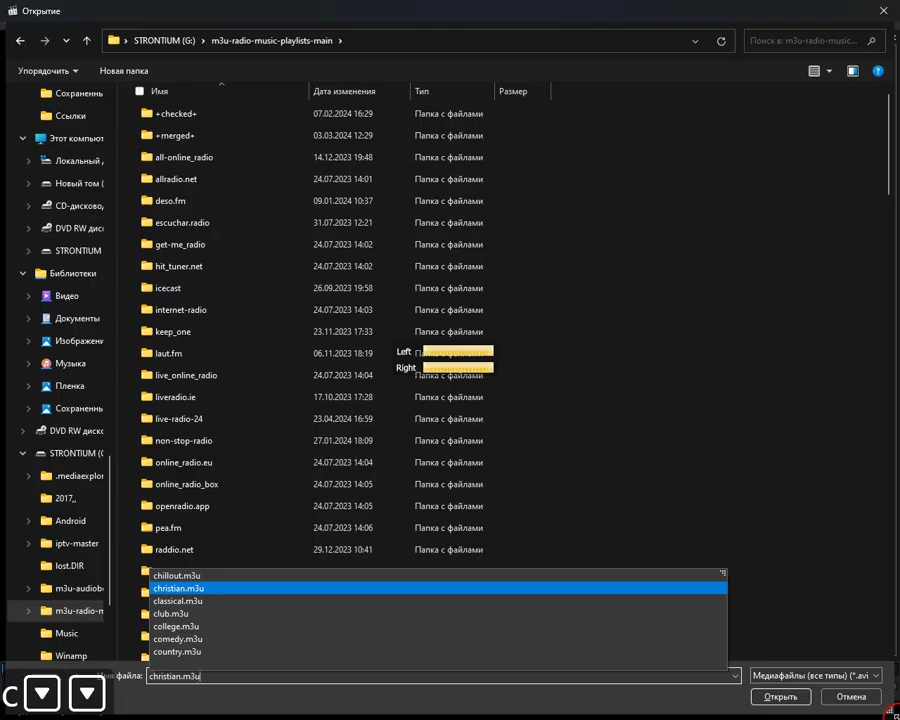 Открытие
STRONTIUM (G:) › m3u-radio-music-playlists-main ›
Поиск в: m3u-radio-music...
Упорядочить
Новая папка
Имя
Дата изменения
Тип
Размер
Сохраненны
Ссылки
Этот компьют
Локальный
Новый том (
CD-дисково
DVD RW дис
STRONTIUM
Библиотеки
Видео
Документы
Изображени
Музыка
Пленка
Сохраненны
DVD RW диск
STRONTIUM (
.mediaexplor
2017,,
Android
iptv-master
lost.DIR
m3u-audiob
m3u-radio-m
Music
Winamp
+checked+ 07.02.2024 16:29 Папка с файлами
+merged+ 03.03.2024 12:29 Папка с файлами
all-online_radio 14.12.2023 19:48 Папка с файлами
allradio.net 24.07.2023 14:01 Папка с файлами
deso.fm 09.01.2024 10:37 Папка с файлами
escuchar.radio 31.07.2023 12:21 Папка с файлами
get-me_radio 24.07.2023 14:02 Папка с файлами
hit_tuner.net 24.07.2023 14:02 Папка с файлами
icecast 26.09.2023 19:58 Папка с файлами
internet-radio 24.07.2023 14:03 Папка с файлами
keep_one 23.11.2023 17:33 Папка с файлами
laut.fm 06.11.2023 18:19 Папка с файлами
live_online_radio 24.07.2023 14:04 Папка с файлами
liveradio.ie 17.10.2023 17:28 Папка с файлами
live-radio-24 23.04.2024 16:59 Папка с файлами
non-stop-radio 27.01.2024 18:09 Папка с файлами
online_radio.eu 24.07.2023 14:04 Папка с файлами
online_radio_box 24.07.2023 14:04 Папка с файлами
openradio.app 24.07.2023 14:05 Папка с файлами
pea.fm 24.07.2023 14:06 Папка с файлами
raddio.net 29.12.2023 10:41 Папка с файлами
Left
Right
chillout.m3u
christian.m3u
classical.m3u
club.m3u
college.m3u
comedy.m3u
country.m3u
Имя файла: christian.m3u
Медиафайлы (все типы) (*.avi
Открыть
Отмена
C